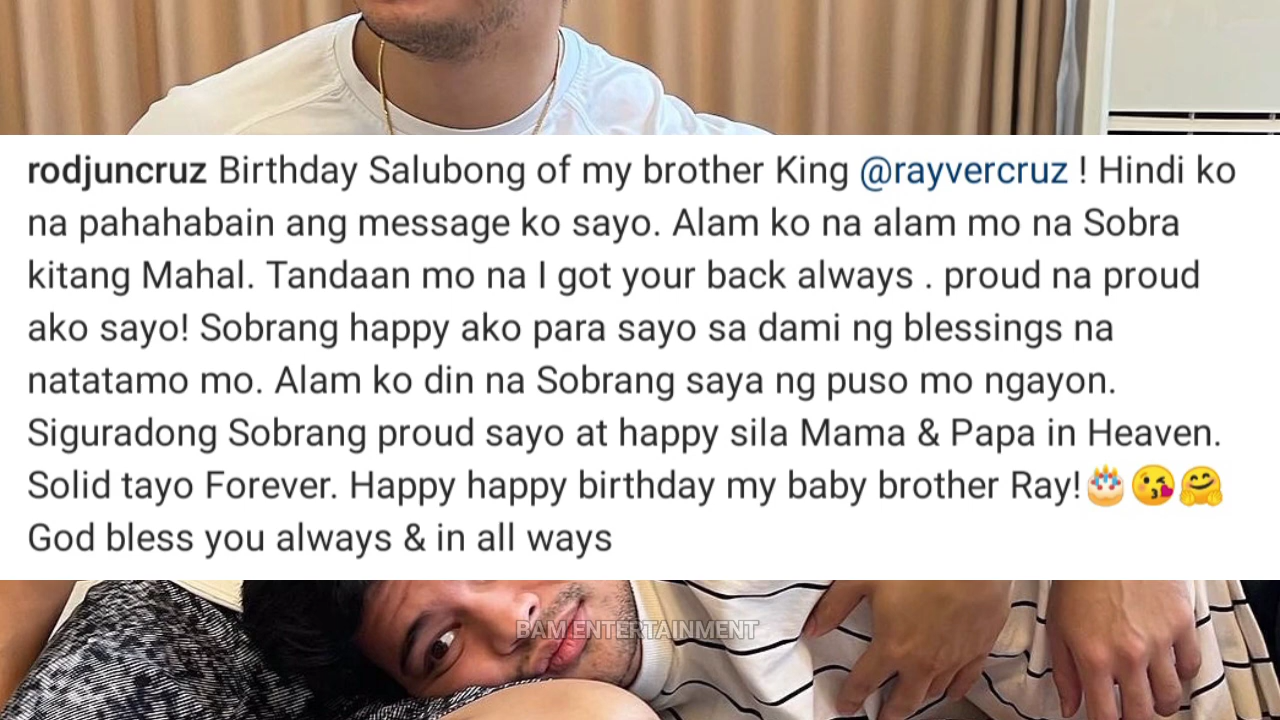 rodjuncruz Birthday Salubong of my brother King @rayvercruz ! Hindi ko
na pahahabain ang message ko sayo. Alam ko na alam mo na Sobra
kitang Mahal. Tandaan mo na I got your back always . proud na proud
ako sayo! Sobrang happy ako para sayo sa dami ng blessings na
natatamo mo. Alam ko din na Sobrang saya ng puso mo ngayon.
Siguradong Sobrang proud sayo at happy sila Mama & Papa in Heaven.
Solid tayo Forever. Happy happy birthday my baby brother Ray!🎂😘🤗
God bless you always & in all ways
BAM ENTERTAINMENT